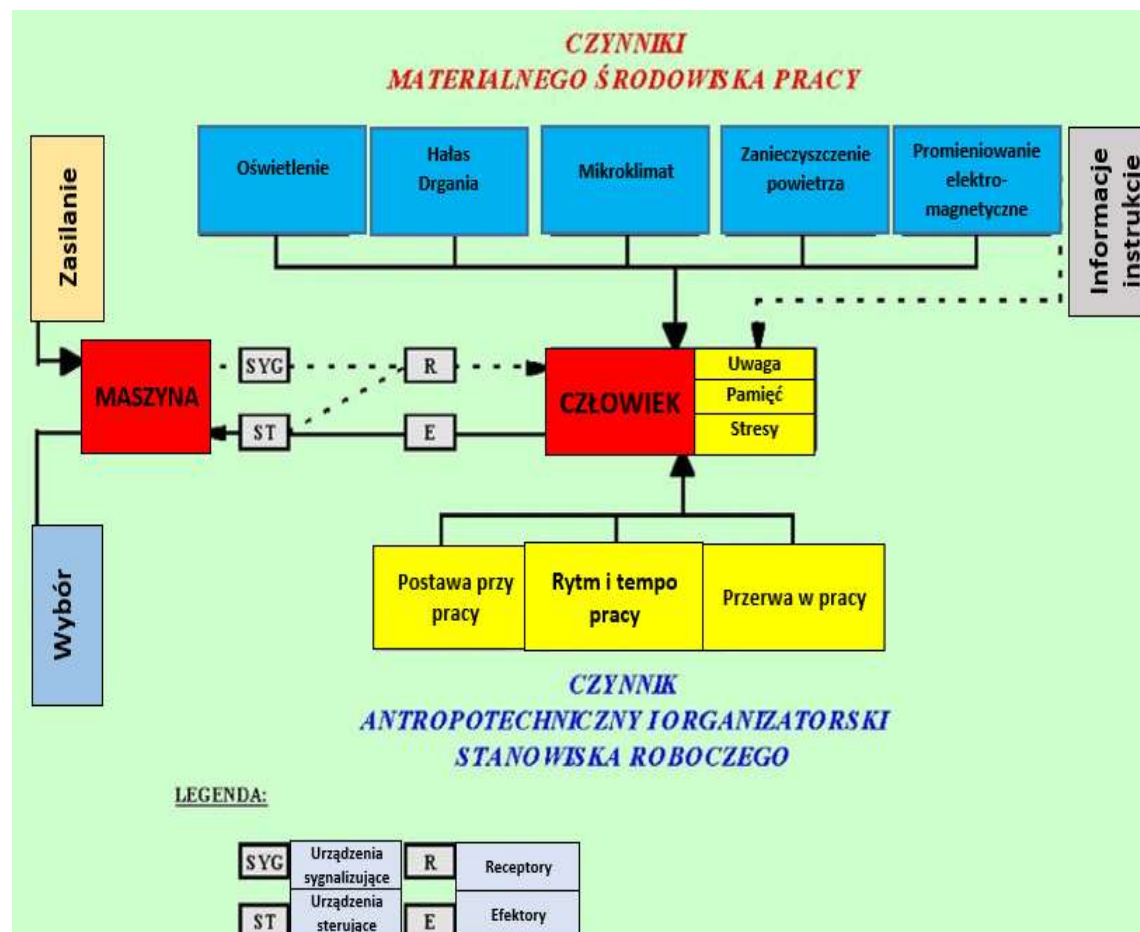 CZYNNIKI
MATERIALNEGO ŚRODOWISKA PRACY
Zasilanie
Oświetlenie
Hałas
Drgania
Mikroklimat
Zanieczyszczenie
powietrza
Promieniowanie
elektro-
magnetyczne
Informacje
instrukcje
MASZYNA
SYG
R
ST
E
CZŁOWIEK
Uwaga
Pamięć
Stresy
Wybór
Postawa przy
pracy
Rytm i tempo
pracy
Przerwa w pracy
CZYNNIK
ANTROPOTECHNICZNY I ORGANIZATORSKI
STANOWISKA ROBOCZEGO
LEGENDA:
SYG
Urządzenia
sygnalizujące
R
Receptory
ST
Urządzenia
sterujące
E
Efektory